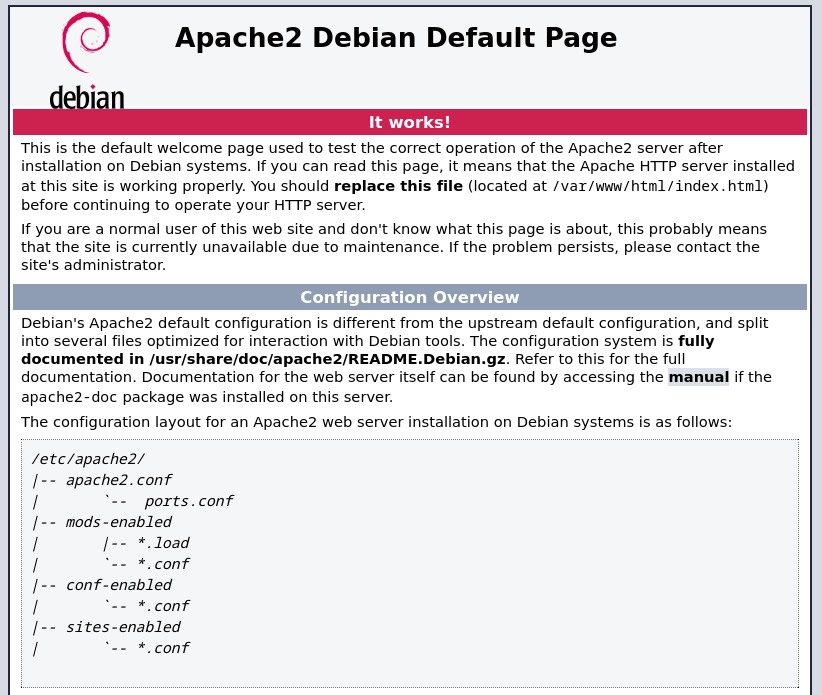 debian
Apache2 Debian Default Page
It works!
This is the default welcome page used to test the correct operation of the Apache2 server after
installation on Debian systems. If you can read this page, it means that the Apache HTTP server installed
at this site is working properly. You should replace this file (located at /var/www/html/index.html)
before continuing to operate your HTTP server.
If you are a normal user of this web site and don't know what this page is about, this probably means
that the site is currently unavailable due to maintenance. If the problem persists, please contact the
site's administrator.
Configuration Overview
Debian's Apache2 default configuration is different from the upstream default configuration, and split
into several files optimized for interaction with Debian tools. The configuration system is fully
documented in /usr/share/doc/apache2/README.Debian.gz. Refer to this for the full
documentation. Documentation for the web server itself can be found by accessing the manual if the
apache2-doc package was installed on this server.
The configuration layout for an Apache2 web server installation on Debian systems is as follows:
/etc/apache2/
|-- apache2.conf
|       `--  ports.conf
|-- mods-enabled
|       |-- *.load
|       `-- *.conf
|-- conf-enabled
|       `-- *.conf
|-- sites-enabled
|       `-- *.conf